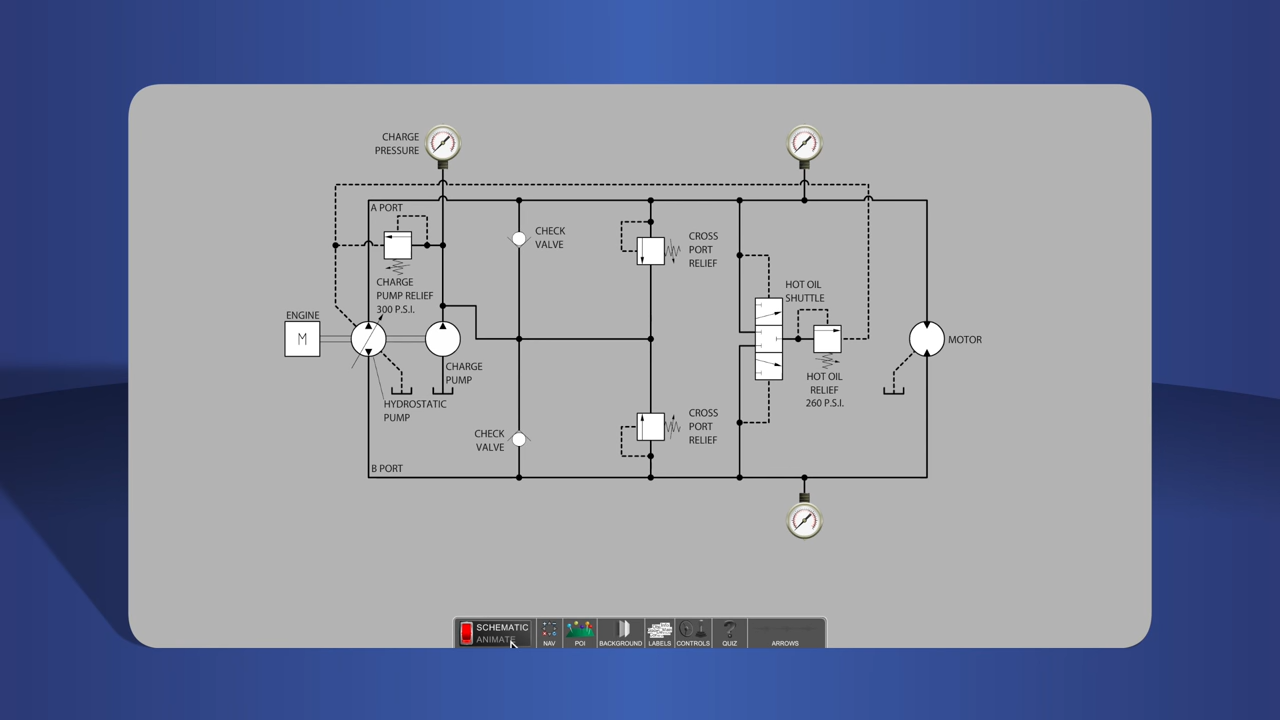 CHARGE
PRESSURE
A PORT
CHECK
VALVE
CROSS
PORT
RELIEF
CHARGE
PUMP RELIEF
300 P.S.I.
HOT OIL
SHUTTLE
ENGINE
M
MOTOR
CHARGE
PUMP
HOT OIL
RELIEF
260 P.S.I.
HYDROSTATIC
PUMP
CHECK
VALVE
CROSS
PORT
RELIEF
B PORT
SCHEMATIC
ANIMATE
NAV
POI
BACKGROUND
LABELS
CONTROLS
QUIZ
ARROWS